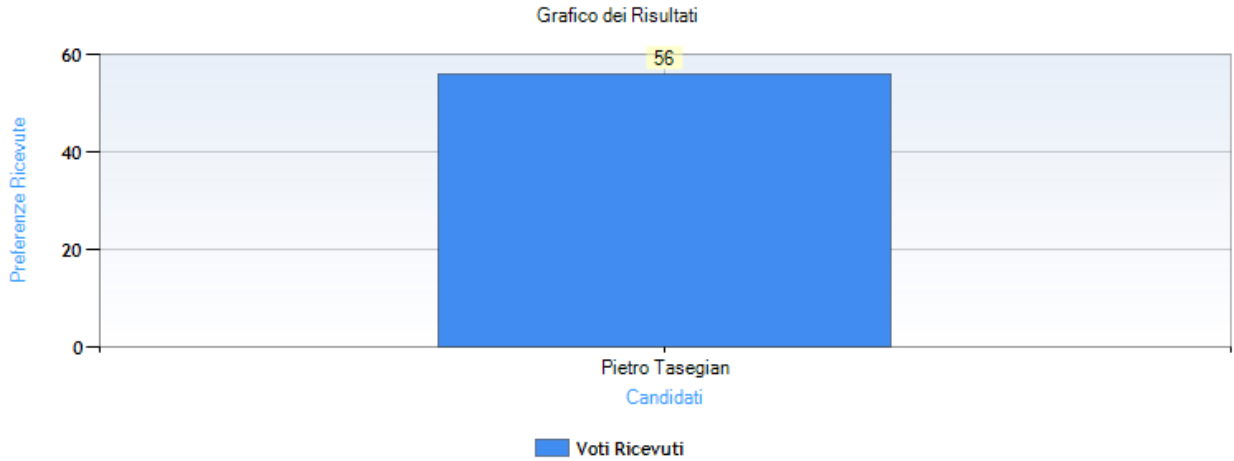 Grafico dei Risultati
Preferenze Ricevute
60
40
20
0
56
Pietro Tasegian
Candidati
Voti Ricevuti